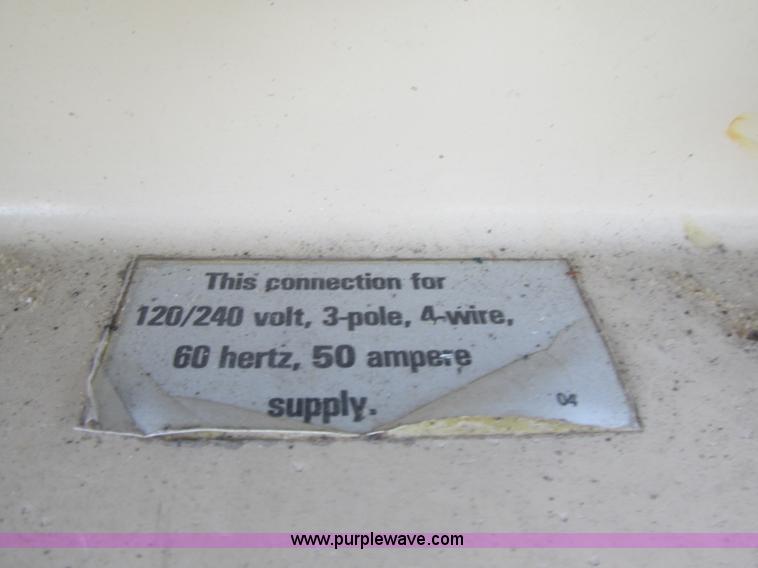 This connection for
120/240 volt, 3-pole, 4-wire,
60 hertz, 50 ampere
supply.
04
www.purplewave.com